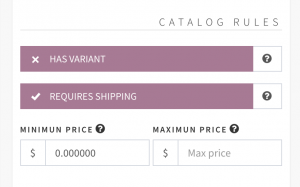 CATALOG RULES
HAS VARIANT
REQUIRES SHIPPING
MINIMUN PRICE MAXIMUN PRICE
$ 0.000000 $ Max price